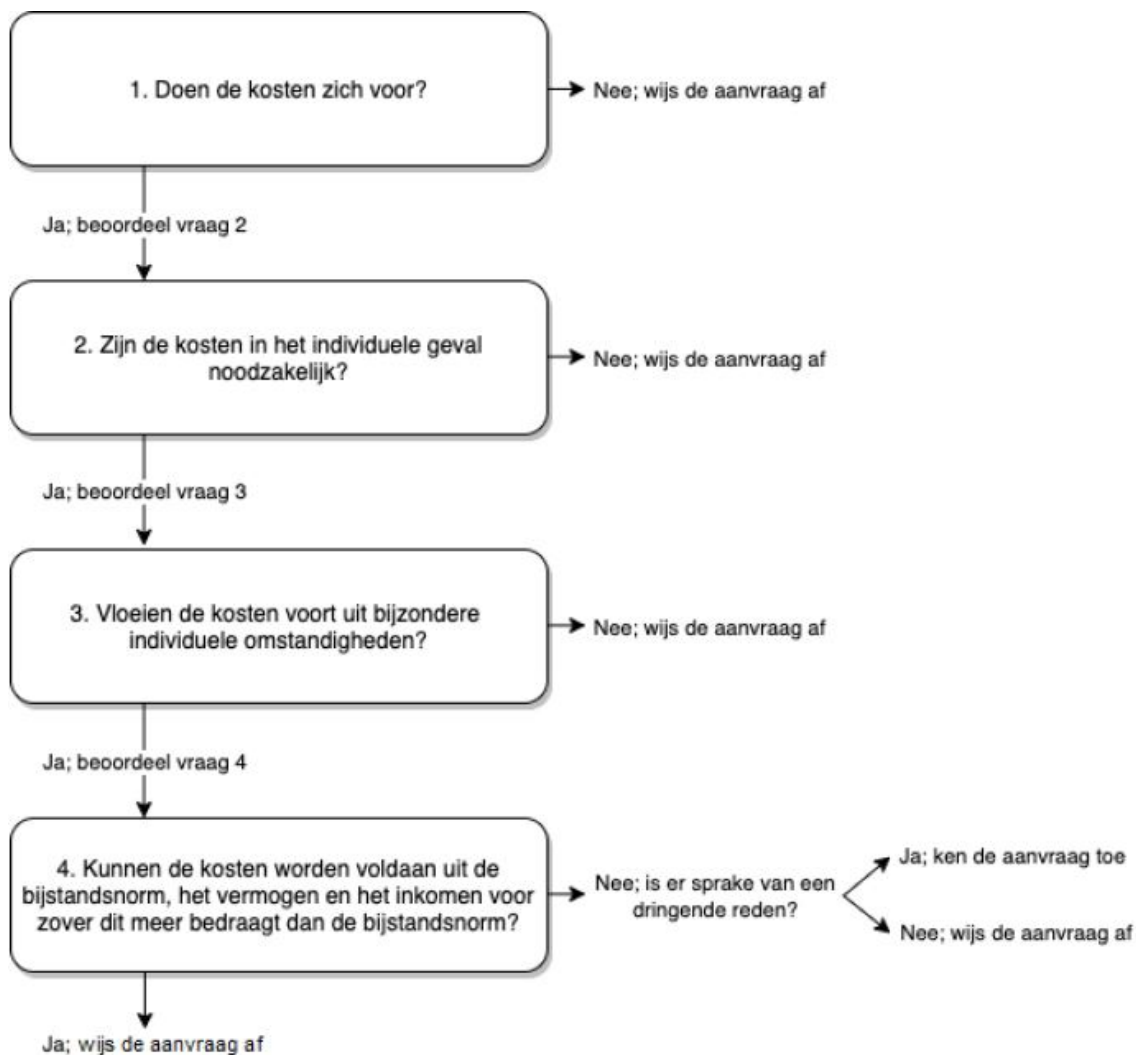 1. Doen de kosten zich voor?
Nee; wijs de aanvraag af
Ja; beoordeel vraag 2
2. Zijn de kosten in het individuele geval
noodzakelijk?
Nee; wijs de aanvraag af
Ja; beoordeel vraag 3
3. Vloeien de kosten voort uit bijzondere
individuele omstandigheden?
Nee; wijs de aanvraag af
Ja; beoordeel vraag 4
4. Kunnen de kosten worden voldaan uit de
bijstandsnorm, het vermogen en het inkomen voor
zover dit meer bedraagt dan de bijstandsnorm?
Nee; is er sprake van een
dringende reden?
Ja; ken de aanvraag toe
Nee; wijs de aanvraag af
Ja; wijs de aanvraag af